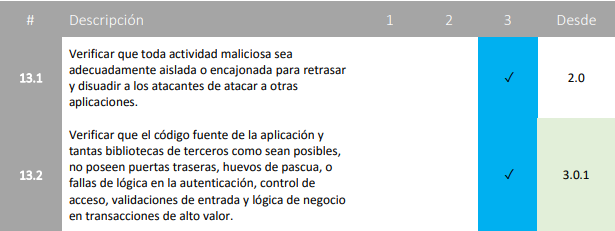 # Descripción 1 2 3 Desde
Verificar que toda actividad maliciosa sea
adecuadamente aislada o encajonada para retrasar
13.1 y disuadir a los atacantes de atacar a otras ✓ 2.0
aplicaciones.
Verificar que el código fuente de la aplicación y
tantas bibliotecas de terceros como sean posibles,
no poseen puertas traseras, huevos de pascua, o
13.2 fallas de lógica en la autenticación, control de ✓ 3.0.1
acceso, validaciones de entrada y lógica de negocio
en transacciones de alto valor.